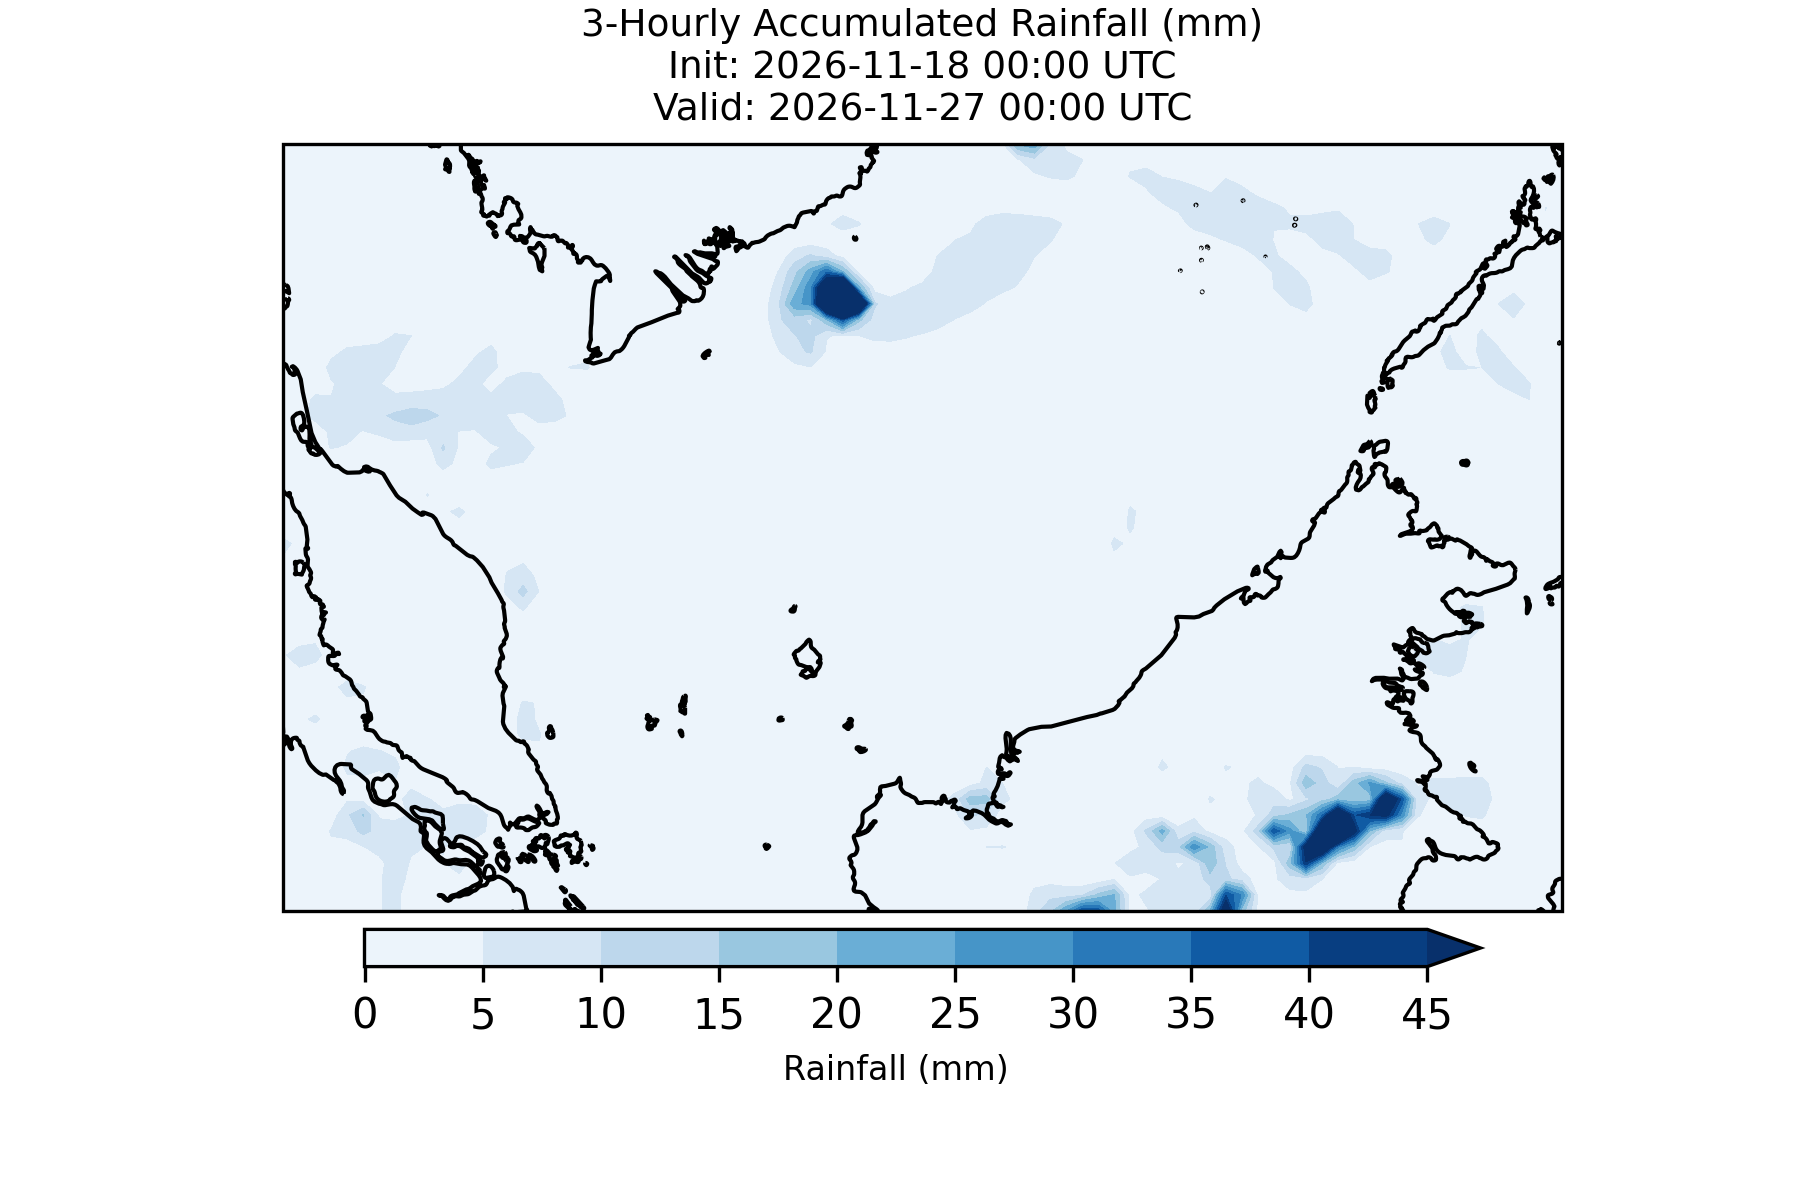 3-Hourly Accumulated Rainfall (mm)
Init: 2026-11-18 00:00 UTC
Valid: 2026-11-27 00:00 UTC
0 5 10 15 20 25 30 35 40 45
Rainfall (mm)